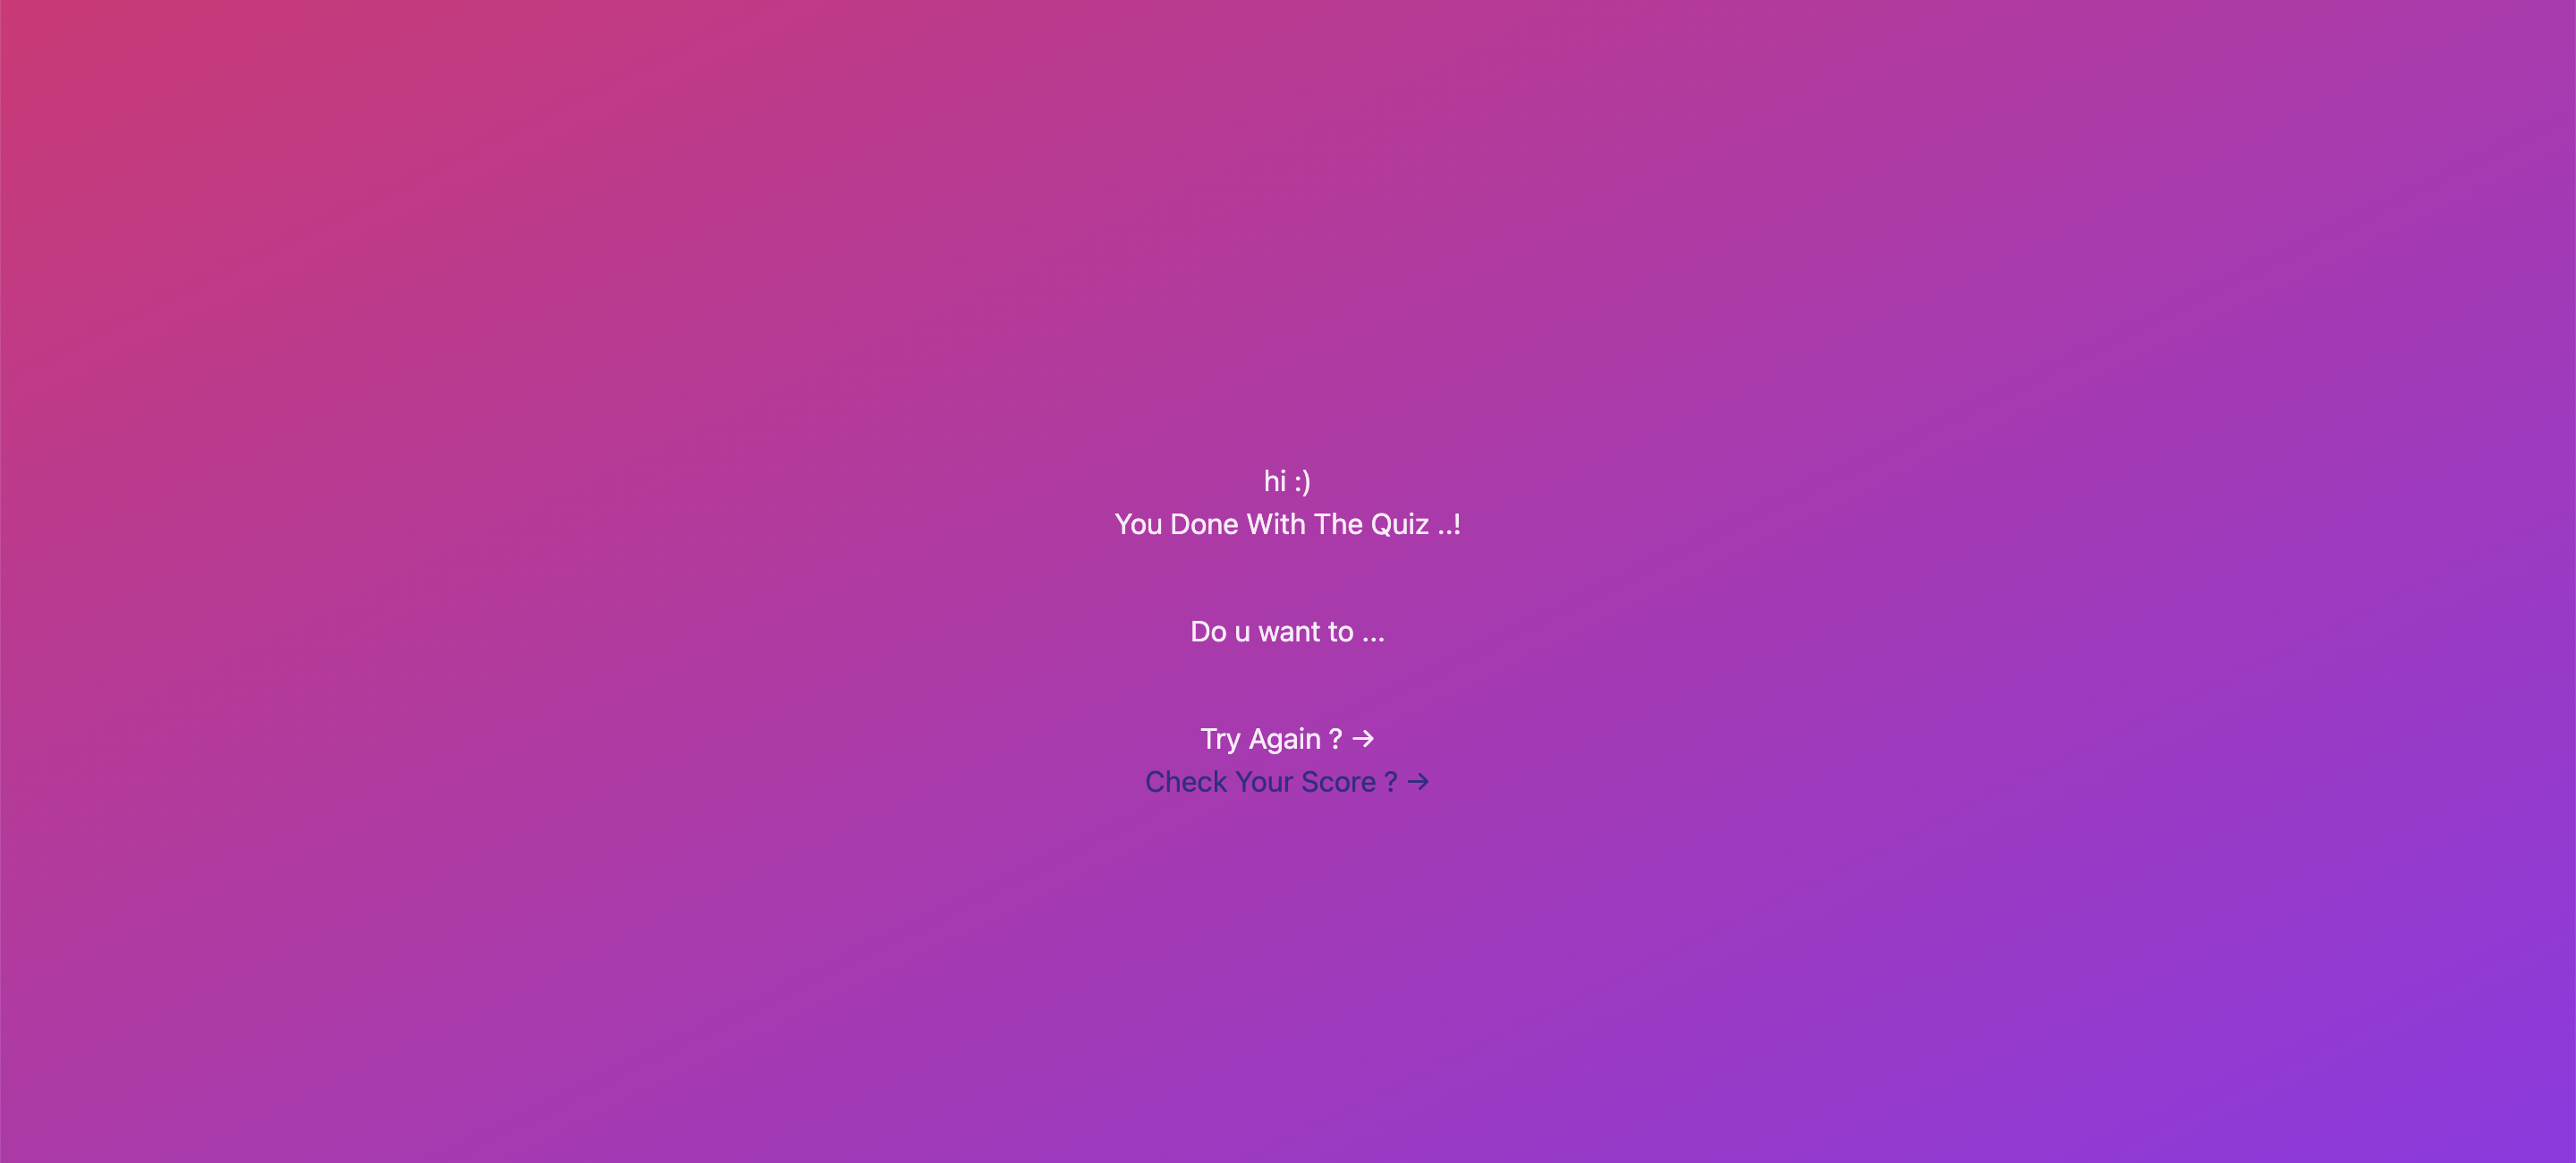 hi :)
You Done With The Quiz ..!
Do u want to ...
Try Again ? →
Check Your Score ? →